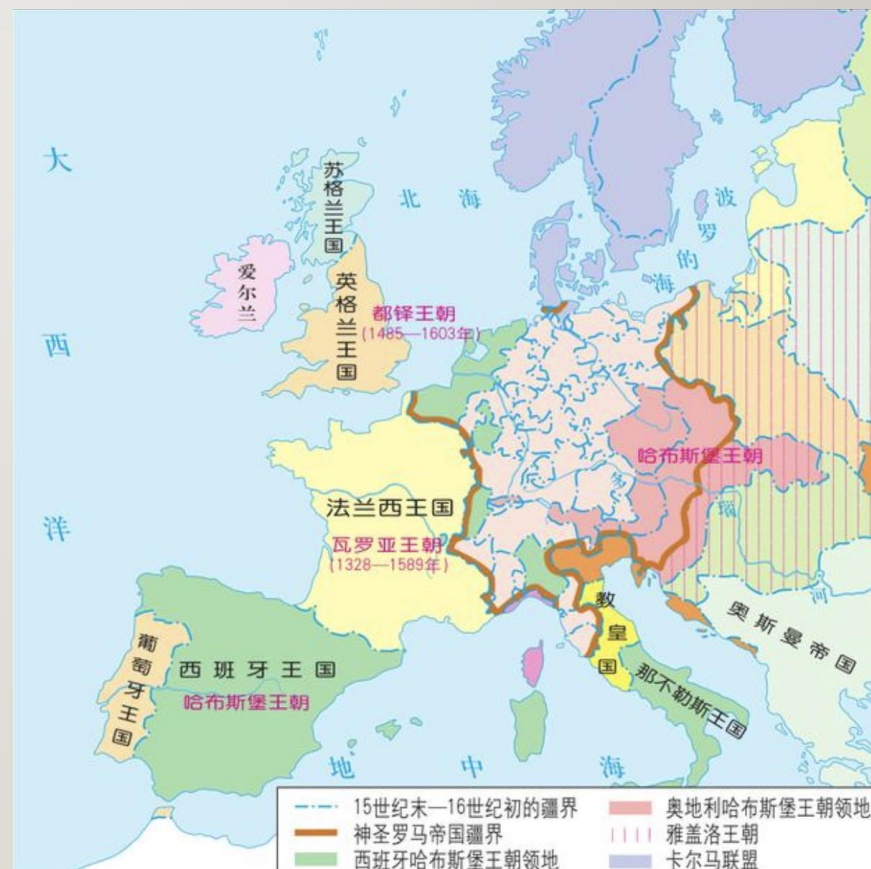 大西洋
苏格兰王国
北海
波罗的海
爱尔兰
英格兰王国
都铎王朝
(1485—1603年)
哈布斯堡王朝
法兰西王国
瓦罗亚王朝
(1328—1589年)
多瑙河
教皇国
奥斯曼帝国
葡萄牙王国
西班牙王国
哈布斯堡王朝
那不勒斯王国
地中海
15世纪末—16世纪初的疆界
神圣罗马帝国疆界
西班牙哈布斯堡王朝领地
奥地利哈布斯堡王朝领地
雅盖洛王朝
卡尔马联盟